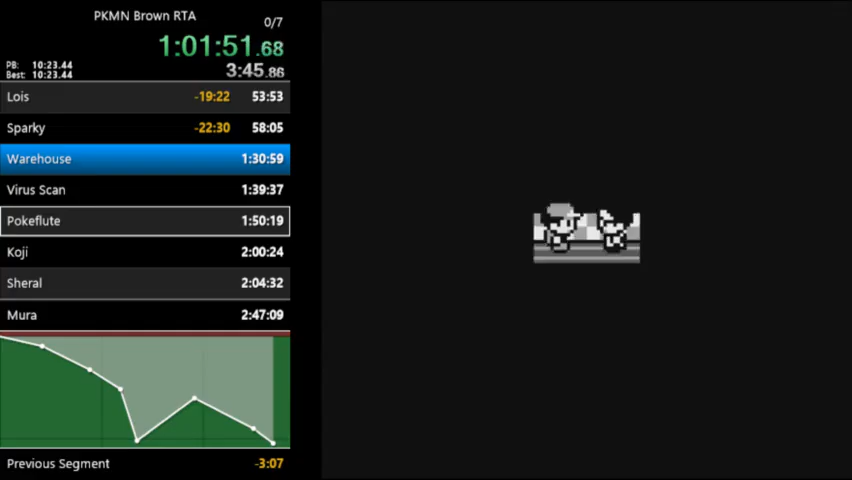 PKMN Brown RTA
0/7
1:01:51.68
PB: 10:23.44
Best: 10:23.44
3:45.86
Lois -19:22 53:53
Sparky -22:30 58:05
Warehouse 1:30:59
Virus Scan 1:39:37
Pokeflute 1:50:19
Koji 2:00:24
Sheral 2:04:32
Mura 2:47:09
Previous Segment -3:07